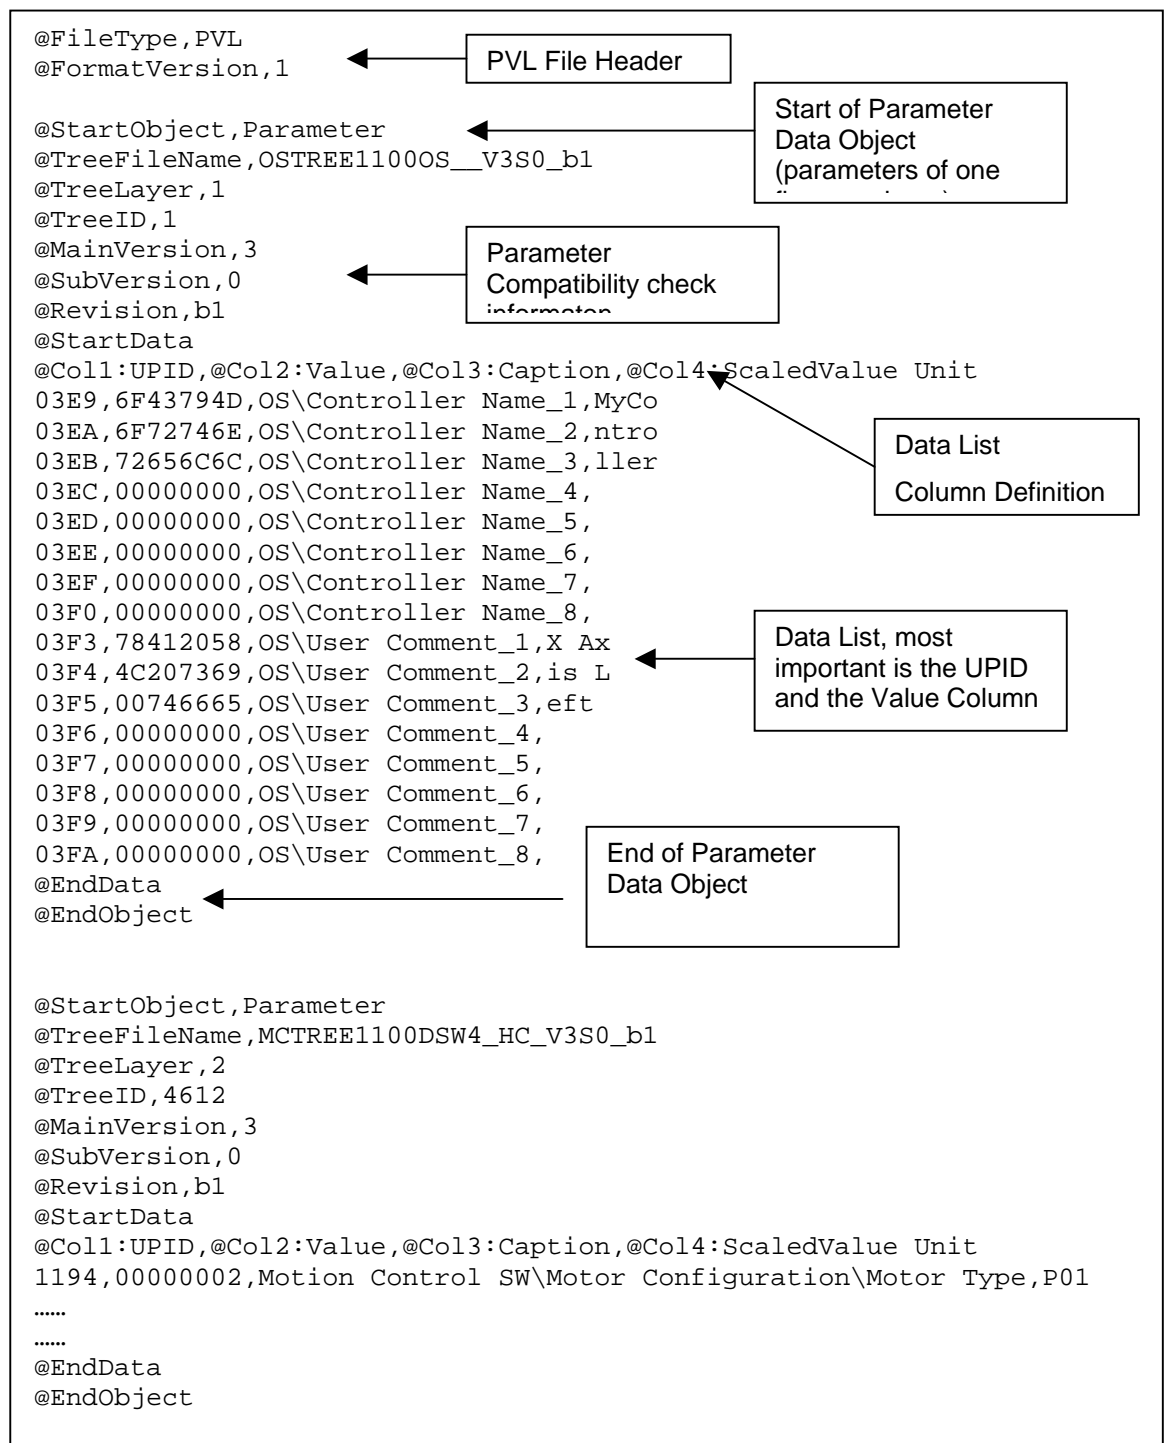 @FileType,PVL
@FormatVersion,1
PVL File Header
@StartObject,Parameter
@TreeFileName,OSTREE1100OS__V3S0_b1
@TreeLayer,1
@TreeID,1
@MainVersion,3
@SubVersion,0
@Revision,b1
@StartData
@Col1:UPID,@Col2:Value,@Col3:Caption,@Col4:ScaledValue Unit
03E9,6F43794D,OS\Controller Name_1,MyCo
03EA,6F72746E,OS\Controller Name_2,ntro
03EB,72656C6C,OS\Controller Name_3,ller
03EC,00000000,OS\Controller Name_4,
03ED,00000000,OS\Controller Name_5,
03EE,00000000,OS\Controller Name_6,
03EF,00000000,OS\Controller Name_7,
03F0,00000000,OS\Controller Name_8,
03F3,78412058,OS\User Comment_1,X Ax
03F4,4C207369,OS\User Comment_2,is L
03F5,00746665,OS\User Comment_3,eft
03F6,00000000,OS\User Comment_4,
03F7,00000000,OS\User Comment_5,
03F8,00000000,OS\User Comment_6,
03F9,00000000,OS\User Comment_7,
03FA,00000000,OS\User Comment_8,
@EndData
@EndObject
Start of Parameter
Data Object
(parameters of one
Parameter
Compatibility check
informaton
Data List
Column Definition
Data List, most
important is the UPID
and the Value Column
End of Parameter
Data Object
@StartObject,Parameter
@TreeFileName,MCTREE1100DSW4_HC_V3S0_b1
@TreeLayer,2
@TreeID,4612
@MainVersion,3
@SubVersion,0
@Revision,b1
@StartData
@Col1:UPID,@Col2:Value,@Col3:Caption,@Col4:ScaledValue Unit
1194,00000002,Motion Control SW\Motor Configuration\Motor Type,P01
……
……
@EndData
@EndObject